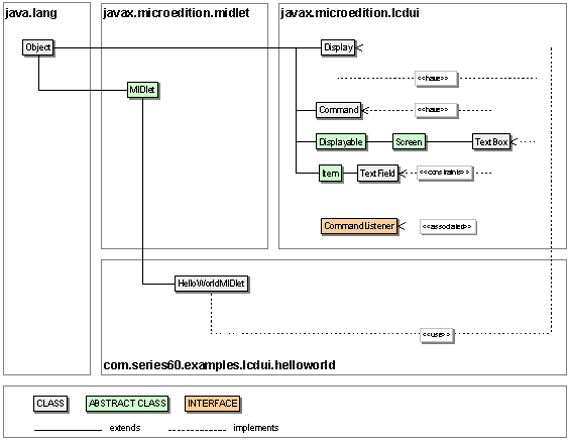 java.lang
javax.microedition.midlet
javax.microedition.lcdui
Object
Display
MIDlet
<<have>>
Command
<<have>>
Displayable
Screen
TextBox
Item
TextField
<<constraints>>
CommandListener
<<associated>>
HelloWorldMIDlet
<<use>>
com.series60.examples.lcdui.helloworld
CLASS
ABSTRACT CLASS
INTERFACE
extends
implements